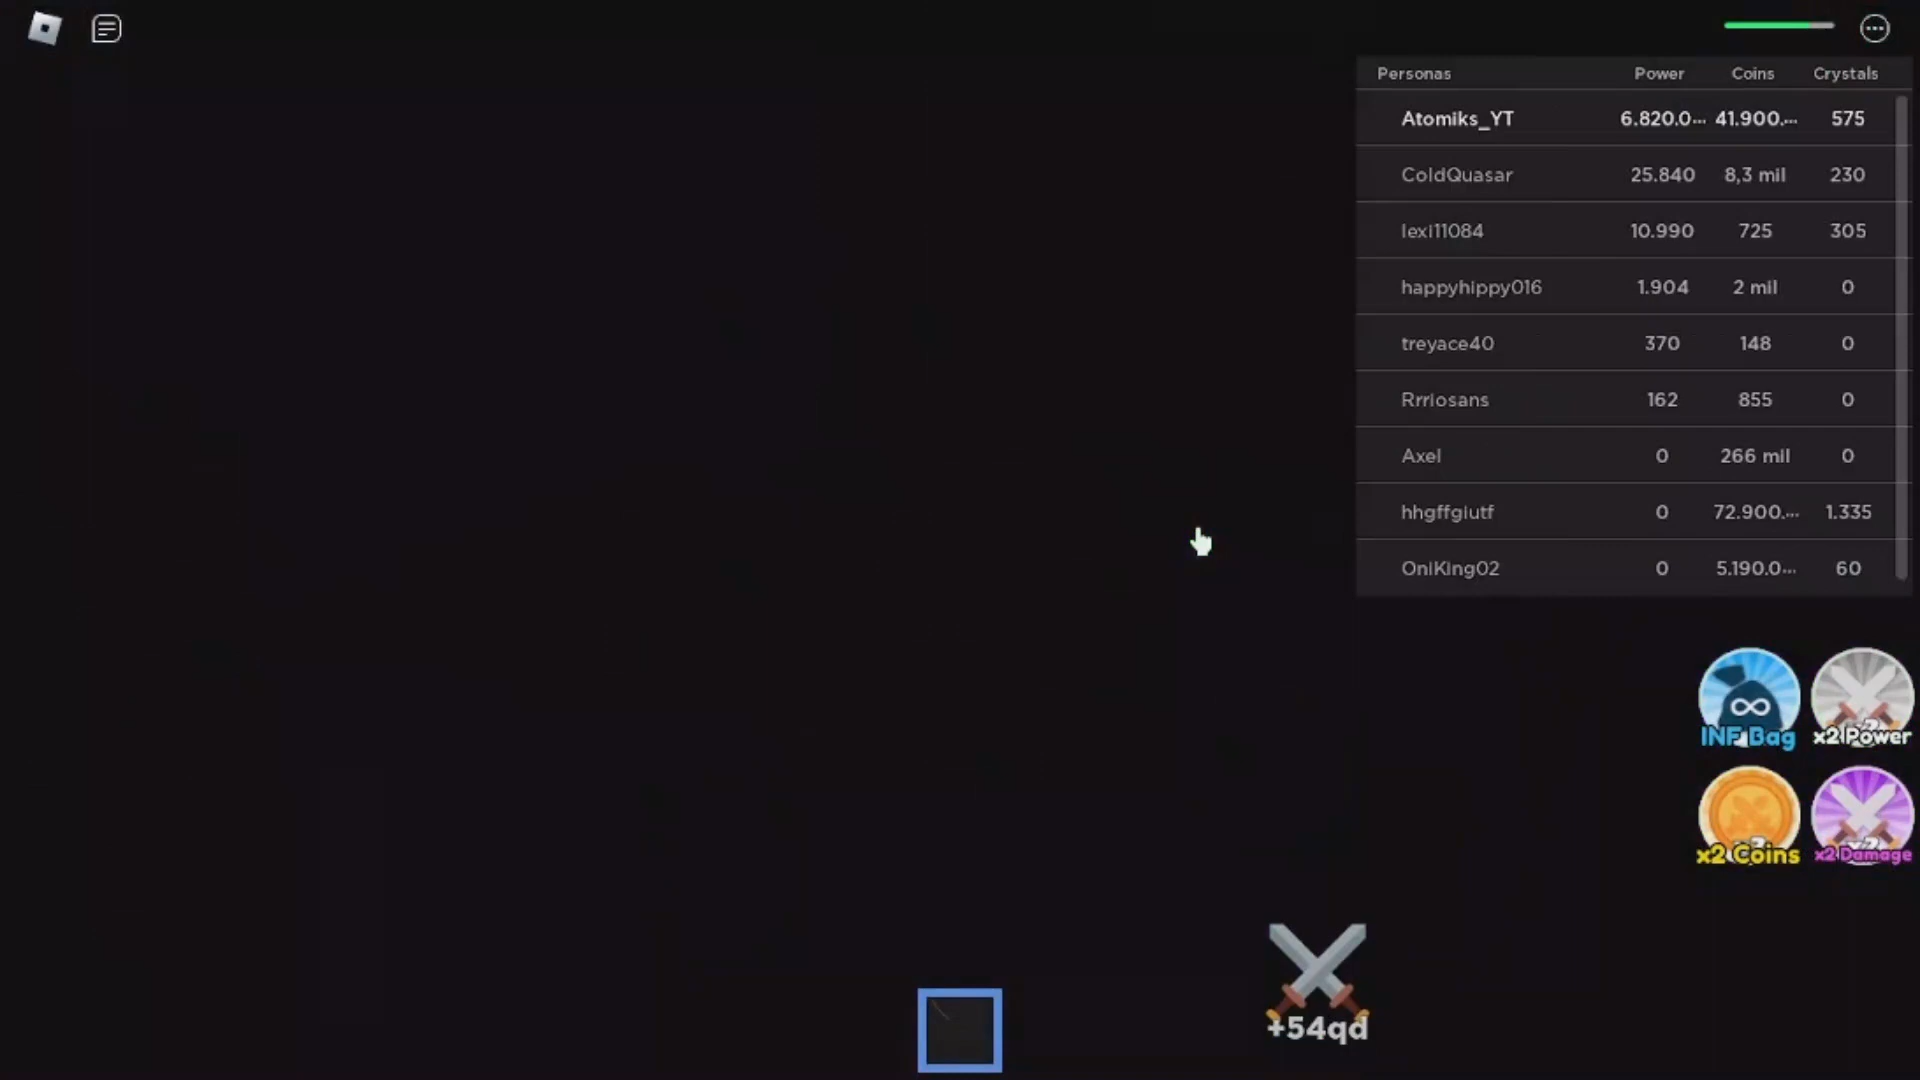 Personas Power Coins Crystals
Atomiks_YT 6.820.0... 41.900.... 575
ColdQuasar 25.840 8,3 mil 230
lexi11084 10.990 725 305
happyhippy016 1.904 2 mil 0
treyace40 370 148 0
Rrriosans 162 855 0
Axel 0 266 mil 0
hhgffgiutf 0 72.900.... 1.335
OniKing02 0 5.190.0... 60
INF Bag x2 Power
x2 Coins x2 Damage
+54qd